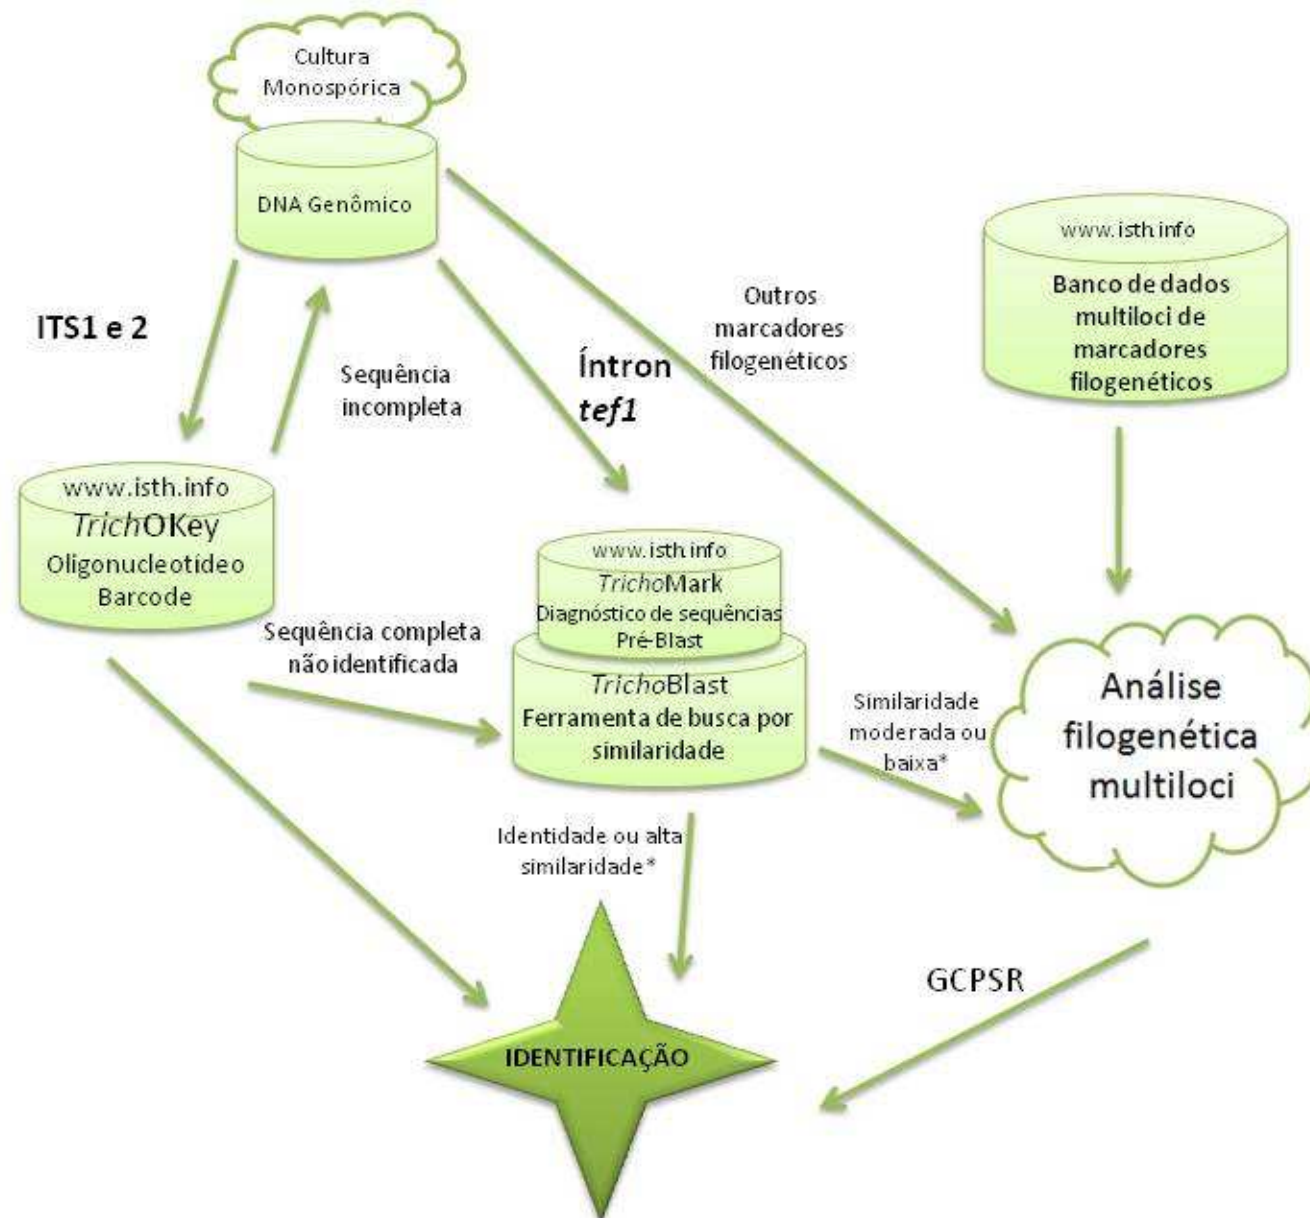 Cultura
Monospórica
DNA Genômico
www.isth.info
Banco de dados
multiloci de
marcadores
filogenéticos
ITS1 e 2
Sequência
incompleta
Íntron
tef1
Outros
marcadores
filogenéticos
www.isth.info
TrichOKey
Oligonucleotídeo
Barcode
Sequência completa
não identificada
www.isth.info
TrichoMark
Diagnóstico de sequências
Pré-Blast
TrichoBlast
Ferramenta de busca por
similaridade
Similaridade
moderada ou
baixa*
Análise
filogenética
multiloci
Identidade ou alta
similaridade*
GCPSR
IDENTIFICAÇÃO